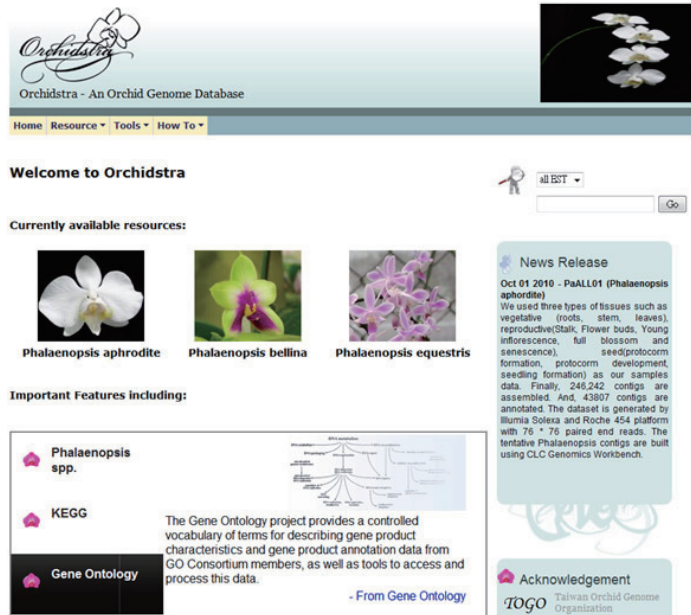 Orchidstra
Orchidstra - An Orchid Genome Database
Home Resource Tools How To
Welcome to Orchidstra
all EST
Go
Currently available resources:
Phalaenopsis aphrodite Phalaenopsis bellina Phalaenopsis equestris
Important Features including:
Phalaenopsis
spp.
KEGG
Gene Ontology
The Gene Ontology project provides a controlled
vocabulary of terms for describing gene product
characteristics and gene product annotation data from
GO Consortium members, as well as tools to access and
process this data.
- From Gene Ontology
News Release
Oct 01 2010 - PaALL01 (Phalaenopsis
aphordite)
We used three types of tissues such as
vegetative (roots, stem, leaves),
reproductive(Stalk, Flower buds, Young
inflorescence, full blossom and
senescence), seed(protocorm
formation, protocorm development,
seedling formation) as our samples
data. Finally, 246,242 contigs are
assembled. And, 43807 contigs are
annotated. The dataset is generated by
Illumia Solexa and Roche 454 platform
with 76 * 76 paired end reads. The
tentative Phalaenopsis contigs are built
using CLC Genomics Workbench.
Acknowledgement
TOGO Taiwan Orchid Genome
Organization